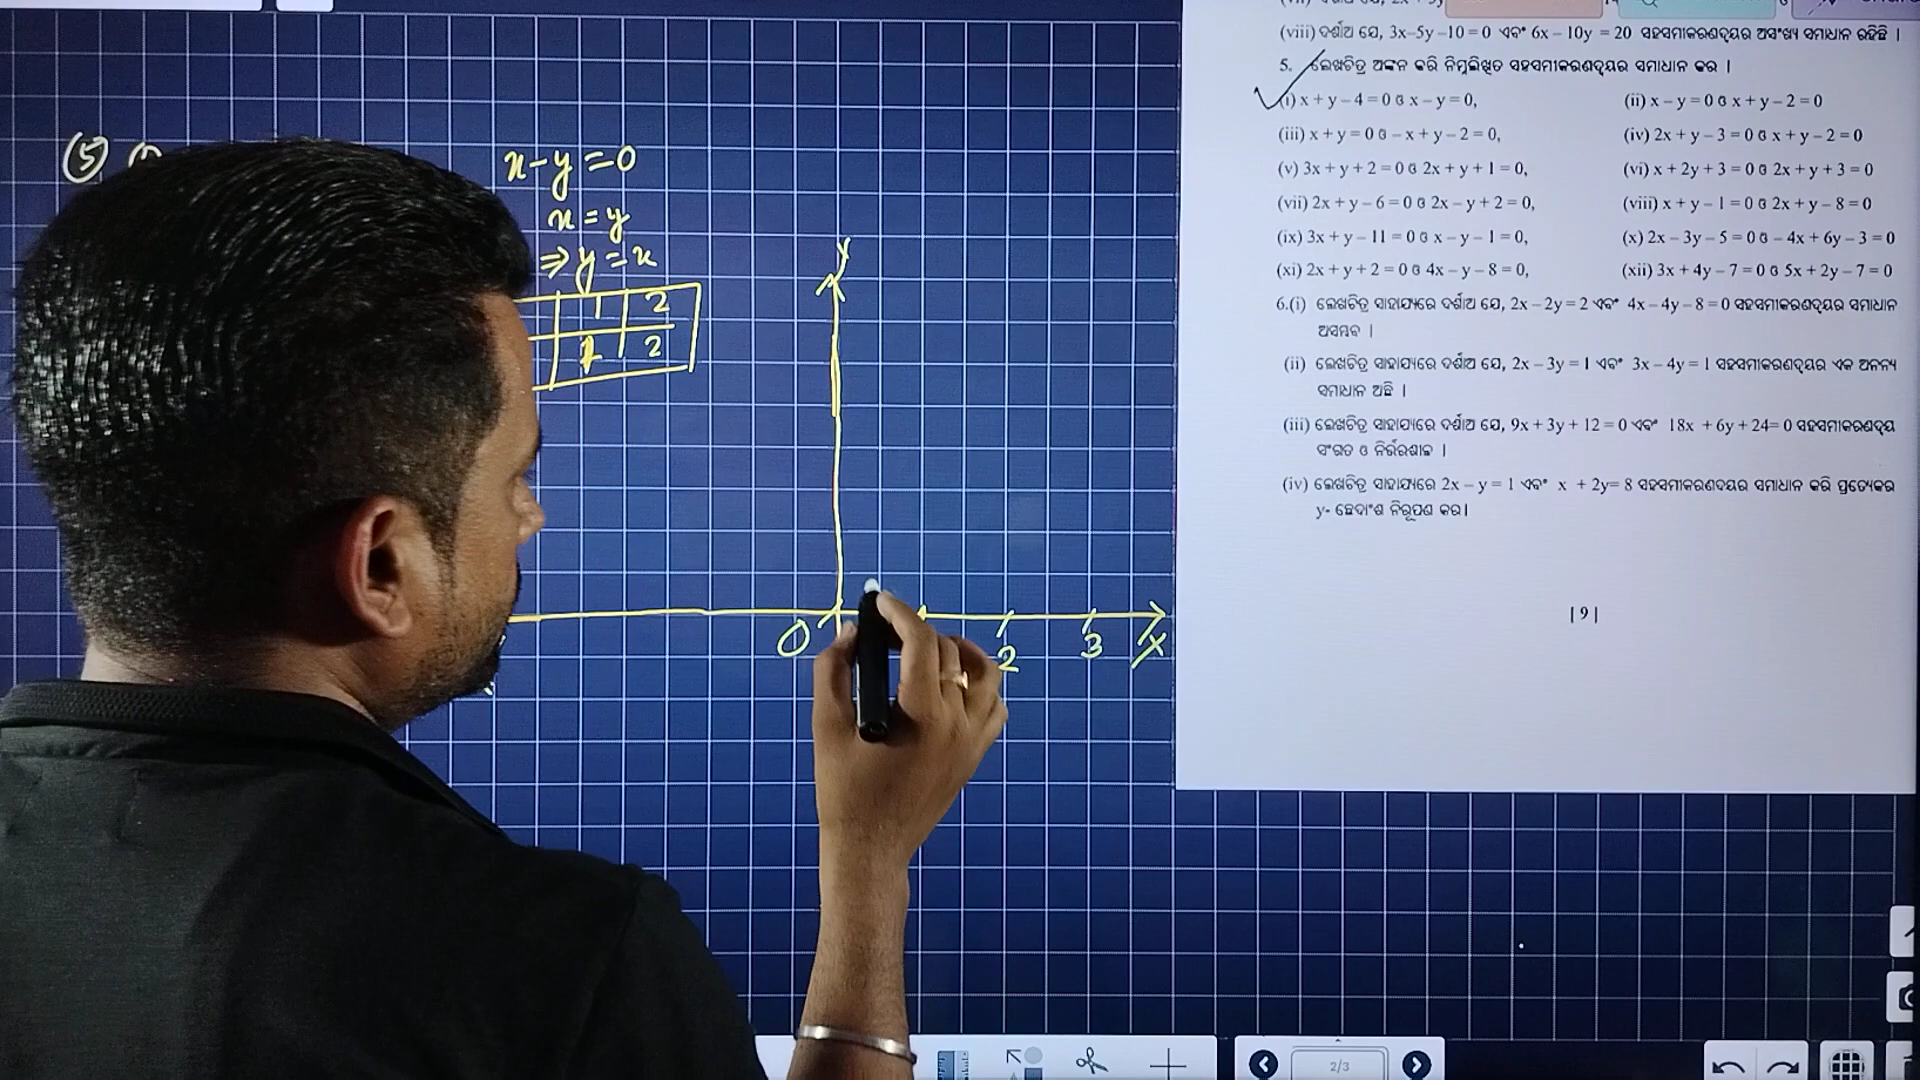 (viii) ଦର୍ଶାଅ ଯେ, 3x–5y –10 = 0 ଏବଂ 6x – 10y = 20 ସହସମୀକରଣଦ୍ୱୟର ଅସଂଖ୍ୟ ସମାଧାନ ରହିଛି ।
5. ଲେଖଚିତ୍ର ଅଙ୍କନ କରି ନିମ୍ନଲିଖିତ ସହସମୀକରଣଦ୍ୱୟର ସମାଧାନ କର ।
(i) x + y – 4 = 0 ଓ x – y = 0, (ii) x – y = 0 ଓ x + y – 2 = 0
(iii) x + y = 0 ଓ – x + y – 2 = 0, (iv) 2x + y – 3 = 0 ଓ x + y – 2 = 0
(v) 3x + y + 2 = 0 ଓ 2x + y + 1 = 0, (vi) x + 2y + 3 = 0 ଓ 2x + y + 3 = 0
(vii) 2x + y – 6 = 0 ଓ 2x – y + 2 = 0, (viii) x + y – 1 = 0 ଓ 2x + y – 8 = 0
(ix) 3x + y – 11 = 0 ଓ x – y – 1 = 0, (x) 2x – 3y – 5 = 0 ଓ – 4x + 6y – 3 = 0
(xi) 2x + y + 2 = 0 ଓ 4x – y – 8 = 0, (xii) 3x + 4y – 7 = 0 ଓ 5x + 2y – 7 = 0
6.(i) ଲେଖଚିତ୍ର ସାହାଯ୍ୟରେ ଦର୍ଶାଅ ଯେ, 2x – 2y = 2 ଏବଂ 4x – 4y – 8 = 0 ସହସମୀକରଣଦ୍ୱୟର ସମାଧାନ
ଅସମ୍ଭବ ।
(ii) ଲେଖଚିତ୍ର ସାହାଯ୍ୟରେ ଦର୍ଶାଅ ଯେ, 2x – 3y = 1 ଏବଂ 3x – 4y = 1 ସହସମୀକରଣଦ୍ୱୟର ଏକ ଅନନ୍ୟ
ସମାଧାନ ଅଛି ।
(iii) ଲେଖଚିତ୍ର ସାହାଯ୍ୟରେ ଦର୍ଶାଅ ଯେ, 9x + 3y + 12 = 0 ଏବଂ 18x + 6y + 24= 0 ସହସମୀକରଣଦ୍ୱୟ
ସଂଗତ ଓ ନିର୍ଭରଶୀଳ ।
(iv) ଲେଖଚିତ୍ର ସାହାଯ୍ୟରେ 2x – y = 1 ଏବଂ x + 2y= 8 ସହସମୀକରଣଦ୍ୱୟର ସମାଧାନ କରି ପ୍ରତ୍ୟେକର
y- ଛେଦାଂଶ ନିରୂପଣ କର।
[ 9 ]
(5)
x-y=0
x=y
⇒y=x
1 2
1 2
Y
O 2 3 X
2/3